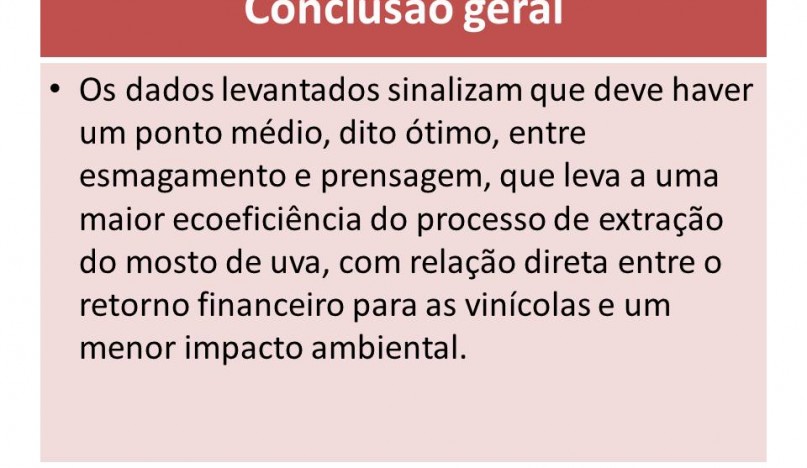 Conclusão geral
• Os dados levantados sinalizam que deve haver
um ponto médio, dito ótimo, entre
esmagamento e prensagem, que leva a uma
maior ecoeficiência do processo de extração
do mosto de uva, com relação direta entre o
retorno financeiro para as vinícolas e um
menor impacto ambiental.